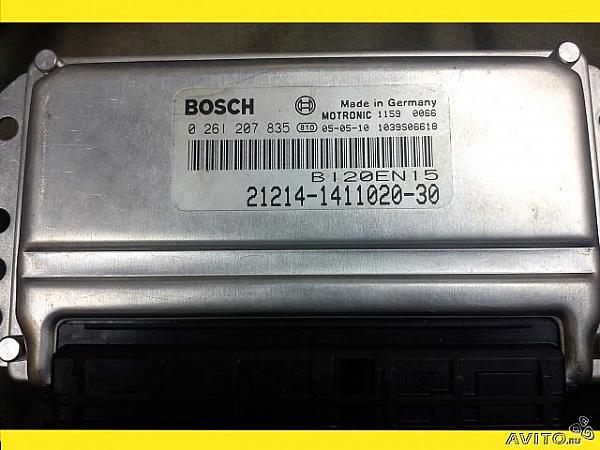 BOSCH
Made in Germany
MOTRONIC 1159 0066
0 261 207 835 B10 05-05-10 1039S06618
B120EN15
21214-1411020-30
AVITO.ru